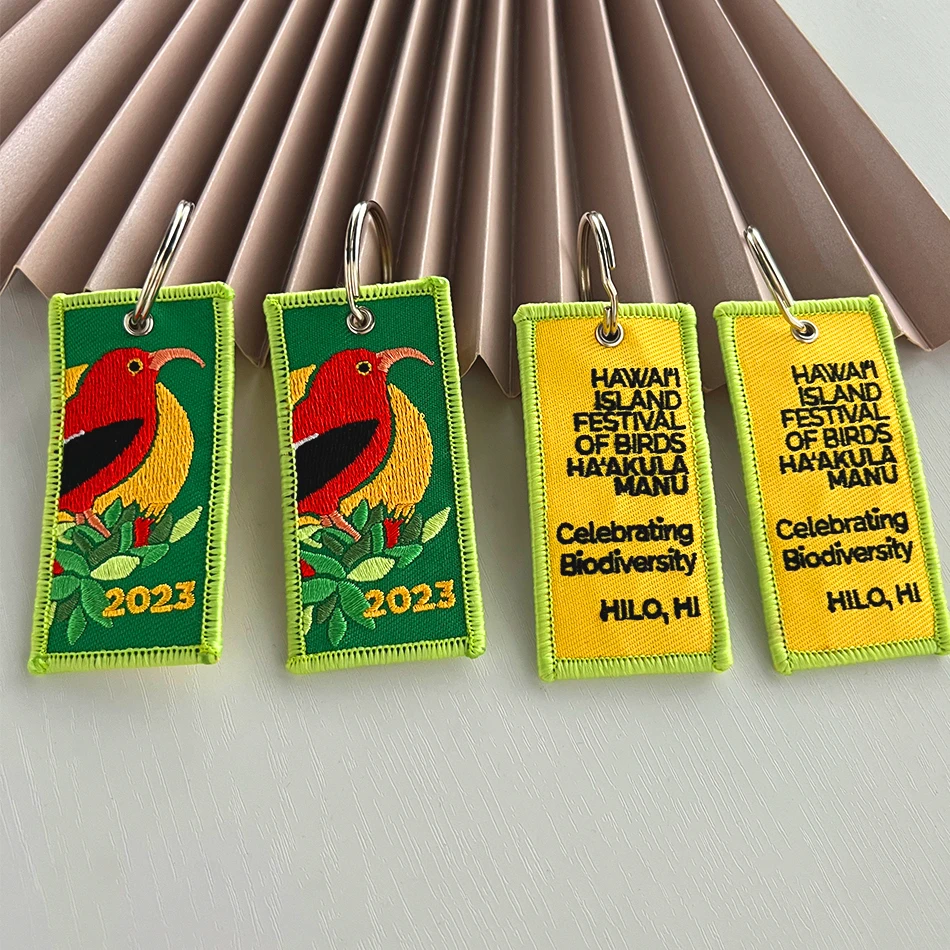 2023
2023
HAWAI'I
ISLAND
FESTIVAL
OF BIRDS
HA'AKULA
MANU
Celebrating
Biodiversity
HILO, HI
HAWAI'I
ISLAND
FESTIVAL
OF BIRDS
HA'AKULA
MANU
Celebrating
Biodiversity
HILO, HI